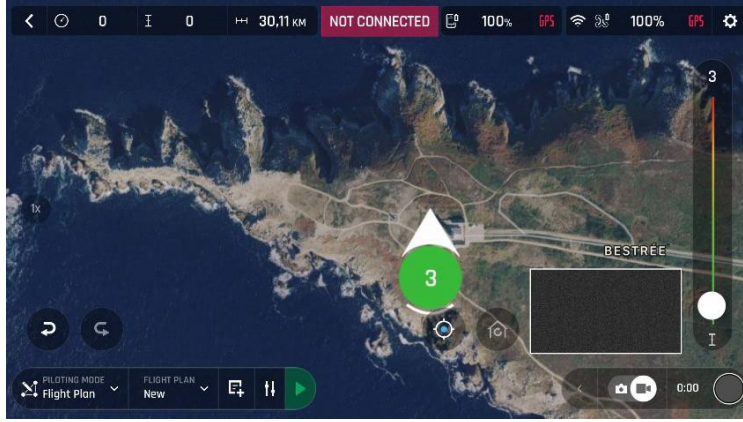 0
0
30,11 км
NOT CONNECTED
100%
GPS
100%
GPS
3
1x
BESTRÉE
3
PILOTING MODE
Flight Plan
FLIGHT PLAN
New
0:00